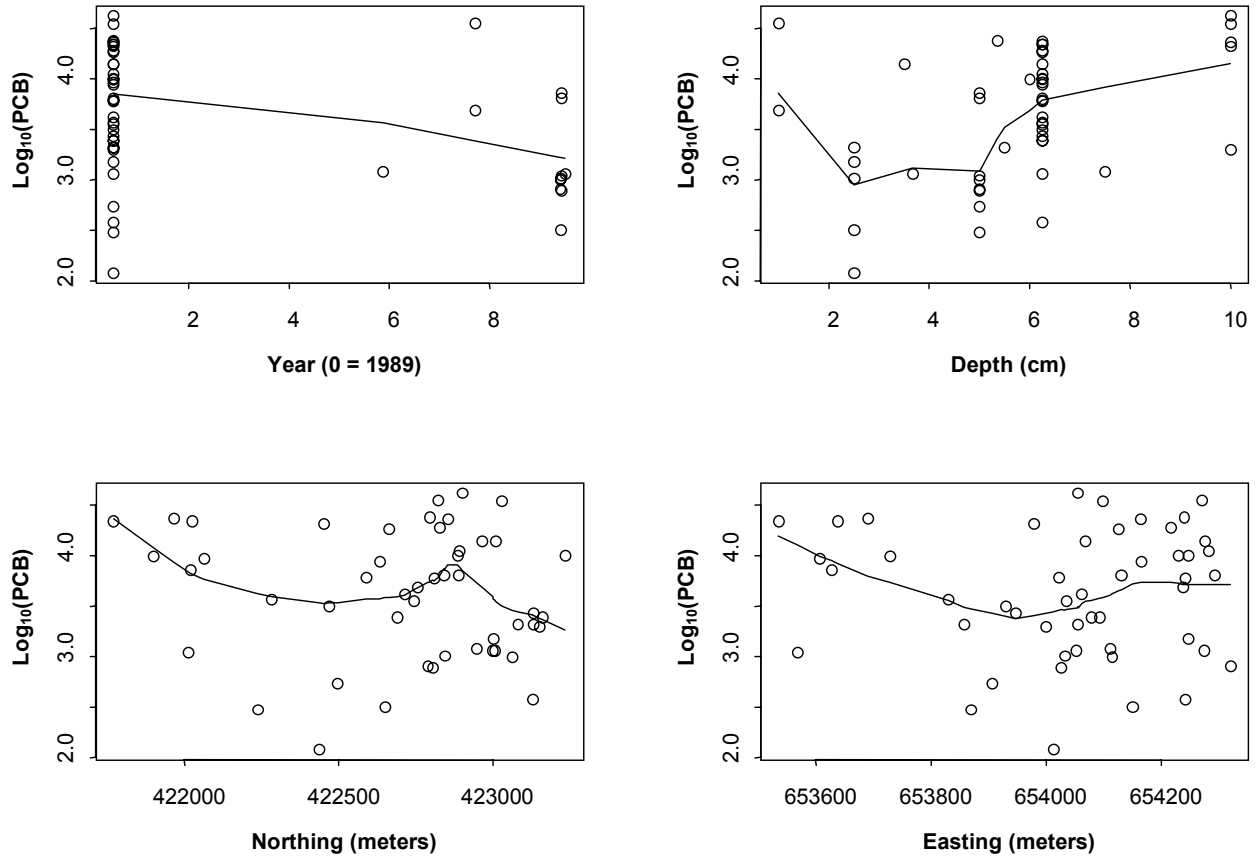 Log₁₀(PCB)
4.0
3.0
2.0
2 4 6 8
Year (0 = 1989)
Log₁₀(PCB)
4.0
3.0
2.0
2 4 6 8 10
Depth (cm)
Log₁₀(PCB)
4.0
3.0
2.0
422000 422500 423000
Northing (meters)
Log₁₀(PCB)
4.0
3.0
2.0
653600 653800 654000 654200
Easting (meters)